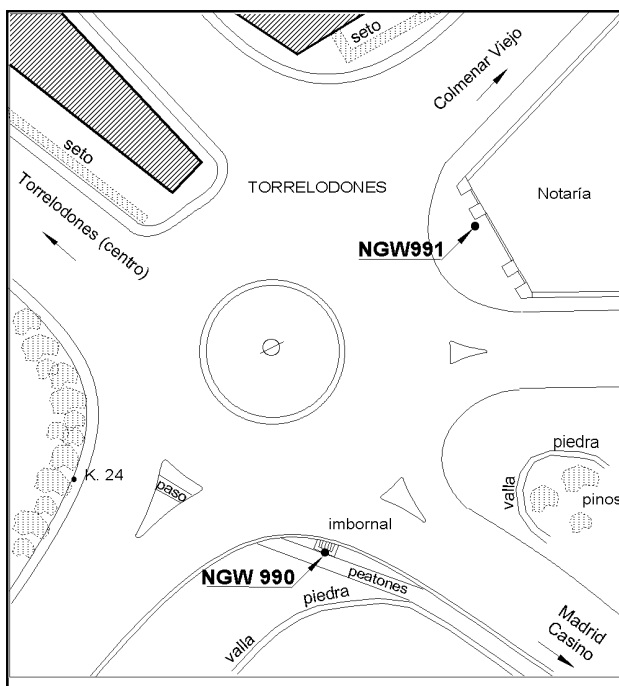 seto
Colmenar Viejo
seto
TORRELODONES
Notaría
Torrelodones (centro)
NGW991
piedra
K. 24
valla
paso
pinos
imbornal
NGW 990
peatones
piedra
valla
Madrid
Casino